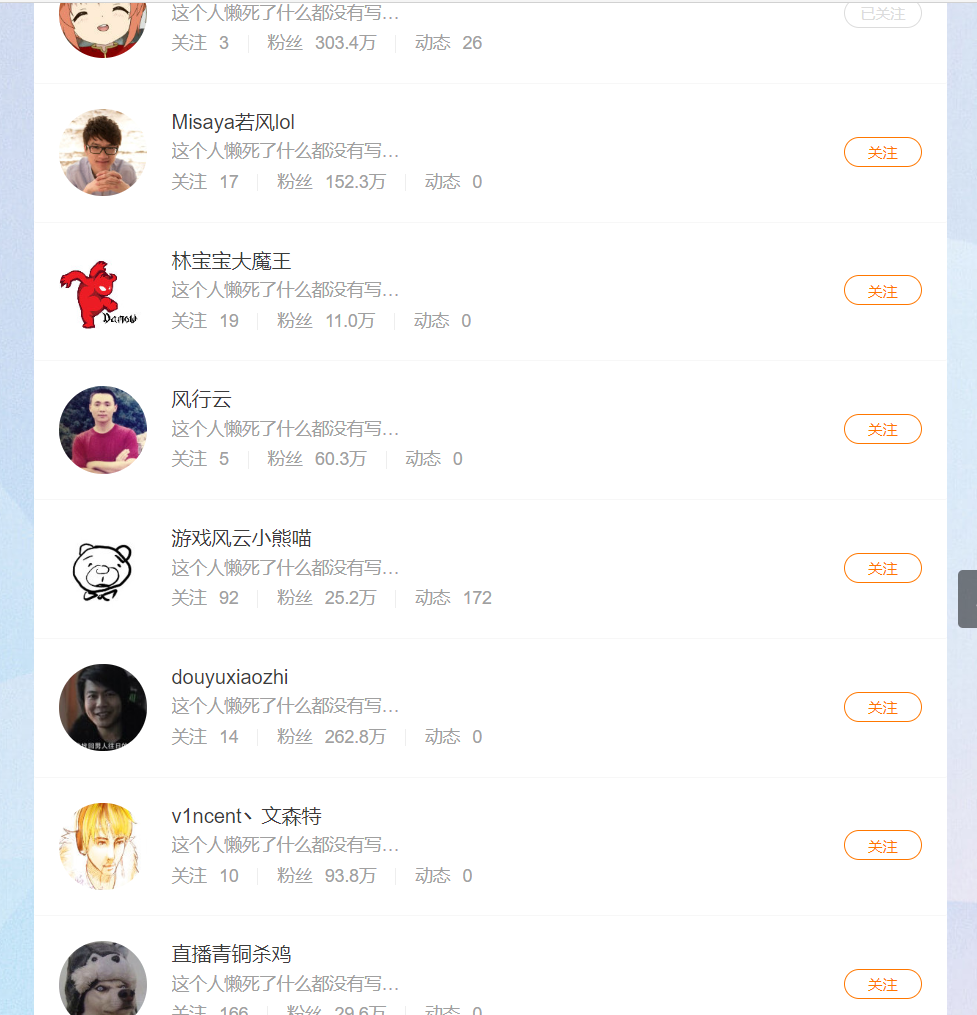 这个人懒死了什么都没有写…
已关注
关注 3 粉丝 303.4万 动态 26
Misaya若风lol
这个人懒死了什么都没有写…
关注 17 粉丝 152.3万 动态 0
关注
林宝宝大魔王
这个人懒死了什么都没有写…
关注 19 粉丝 11.0万 动态 0
关注
风行云
这个人懒死了什么都没有写…
关注 5 粉丝 60.3万 动态 0
关注
游戏风云小熊喵
这个人懒死了什么都没有写…
关注 92 粉丝 25.2万 动态 172
关注
douyuxiaozhi
这个人懒死了什么都没有写…
关注 14 粉丝 262.8万 动态 0
关注
v1ncent丶文森特
这个人懒死了什么都没有写…
关注 10 粉丝 93.8万 动态 0
关注
直播青铜杀鸡
这个人懒死了什么都没有写…
关注 166 粉丝 29.6万 动态 0
关注